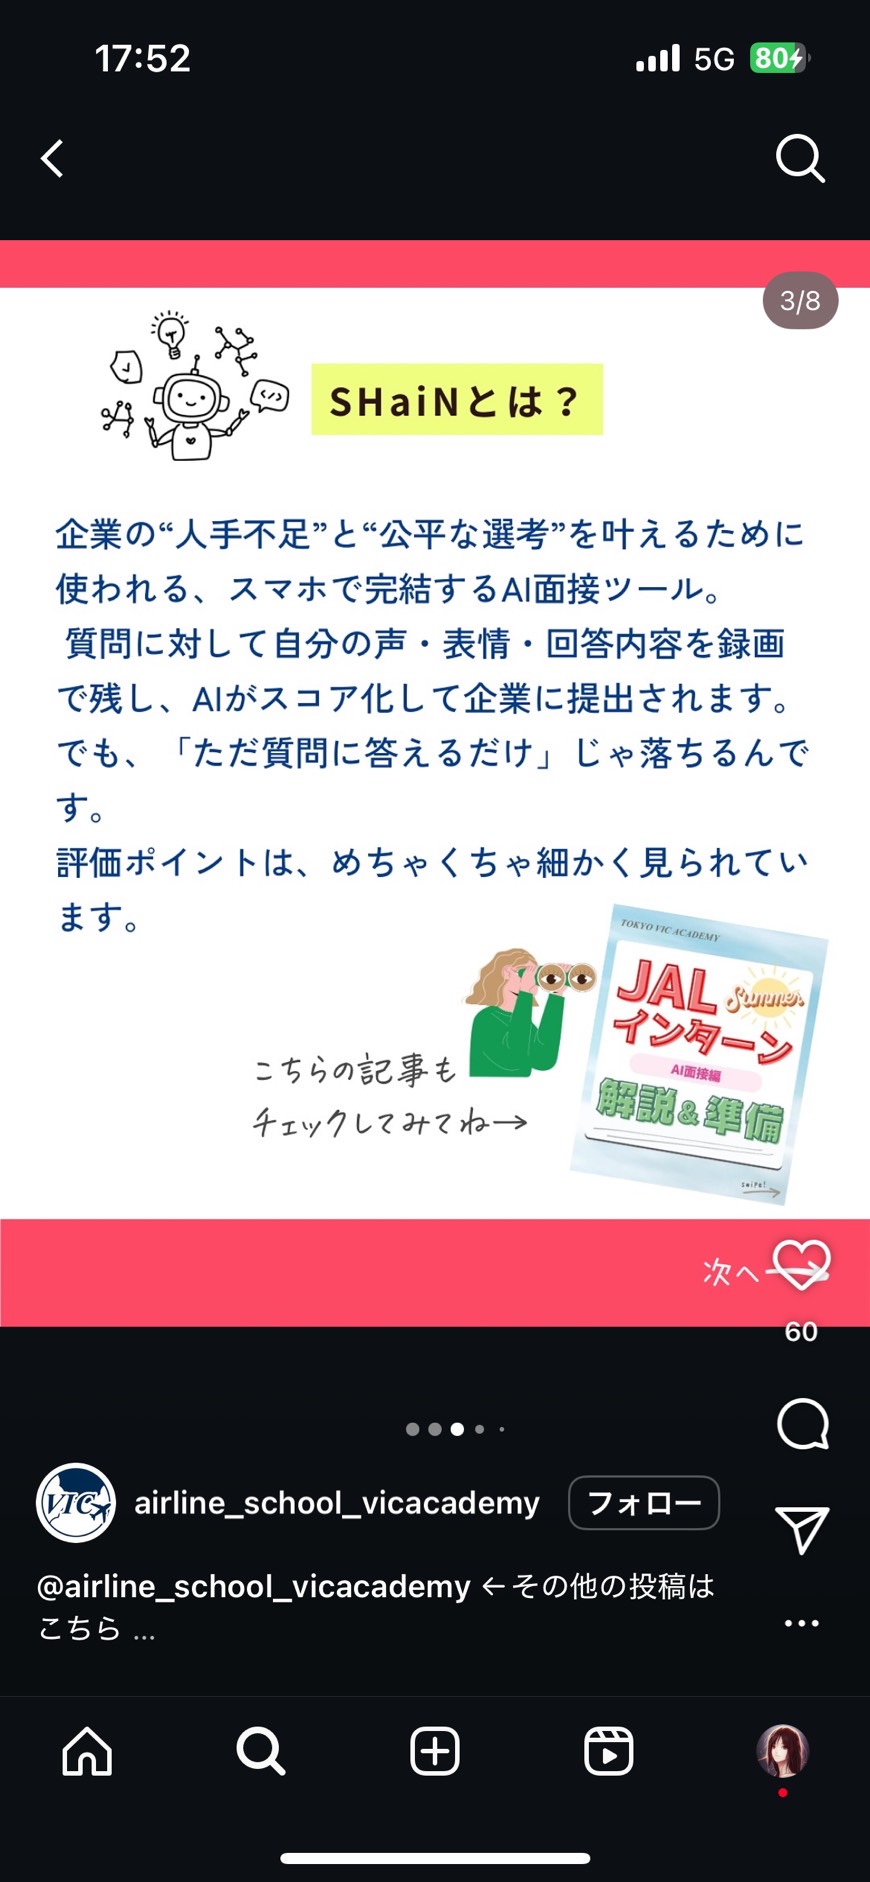 17:52
5G
80
3/8
SHaiNとは？
企業の“人手不足”と“公平な選考”を叶えるために
使われる、スマホで完結するAI面接ツール。
質問に対して自分の声・表情・回答内容を録画
で残し、AIがスコア化して企業に提出されます。
でも、「ただ質問に答えるだけ」じゃ落ちるんで
す。
評価ポイントは、めちゃくちゃ細かく見られてい
ます。
TOKYO VIC ACADEMY
JAL
Summer
インターン
AI面接編
解説&準備
swipe!
こちらの記事も
チェックしてみてね→
次へ
60
VIC
airline_school_vicacademy
フォロー
@airline_school_vicacademy ←その他の投稿は
こちら ...